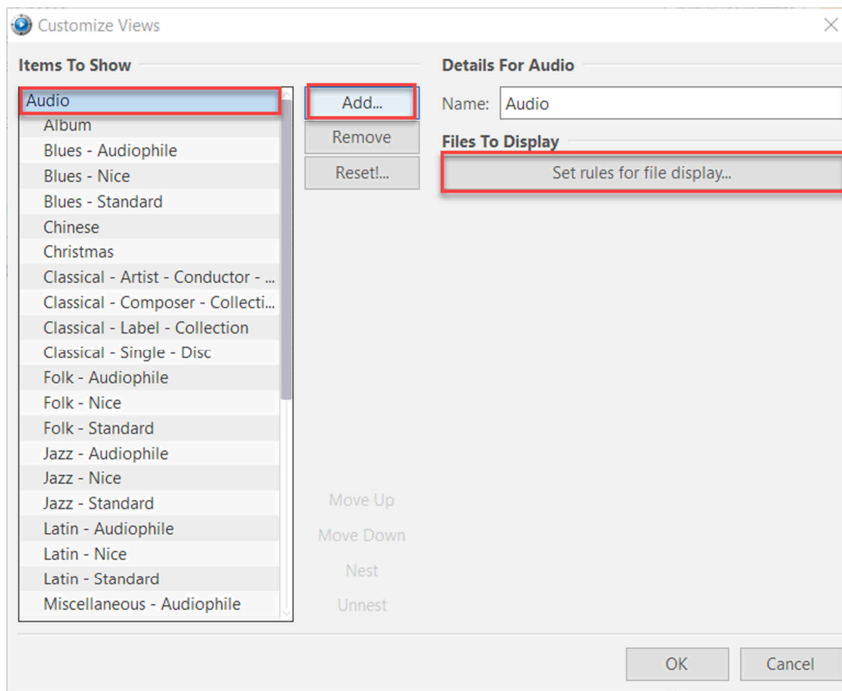 Customize Views
Items To Show
Audio
Album
Blues - Audiophile
Blues - Nice
Blues - Standard
Chinese
Christmas
Classical - Artist - Conductor - ...
Classical - Composer - Collecti...
Classical - Label - Collection
Classical - Single - Disc
Folk - Audiophile
Folk - Nice
Folk - Standard
Jazz - Audiophile
Jazz - Nice
Jazz - Standard
Latin - Audiophile
Latin - Nice
Latin - Standard
Miscellaneous - Audiophile
Add...
Remove
Reset!...
Move Up
Move Down
Nest
Unnest
Details For Audio
Name: Audio
Files To Display
Set rules for file display...
OK
Cancel